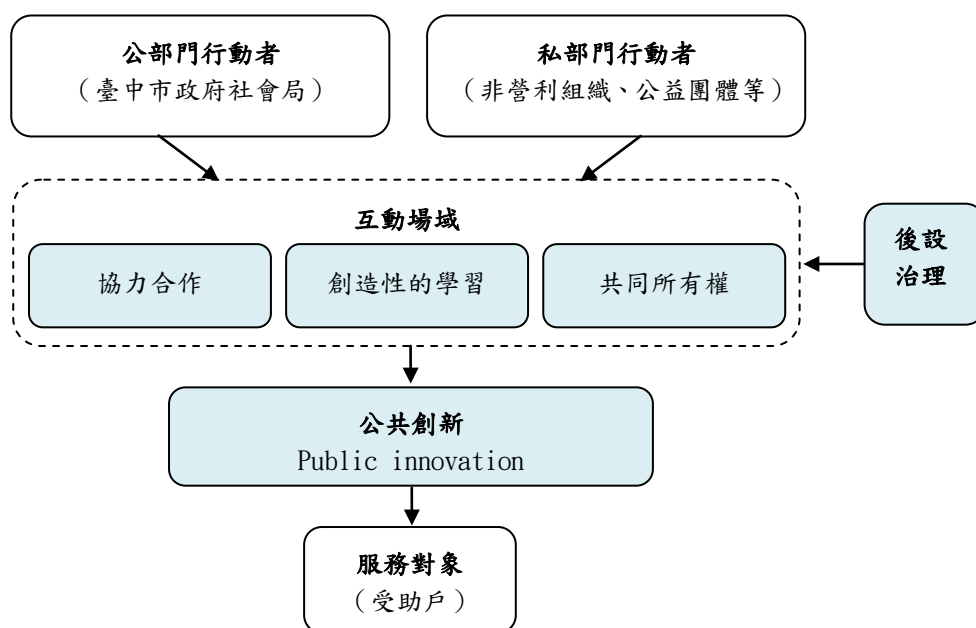 公部門行動者
（臺中市政府社會局）
私部門行動者
（非營利組織、公益團體等）
互動場域
協力合作
創造性的學習
共同所有權
後設
治理
公共創新
Public innovation
服務對象
（受助戶）